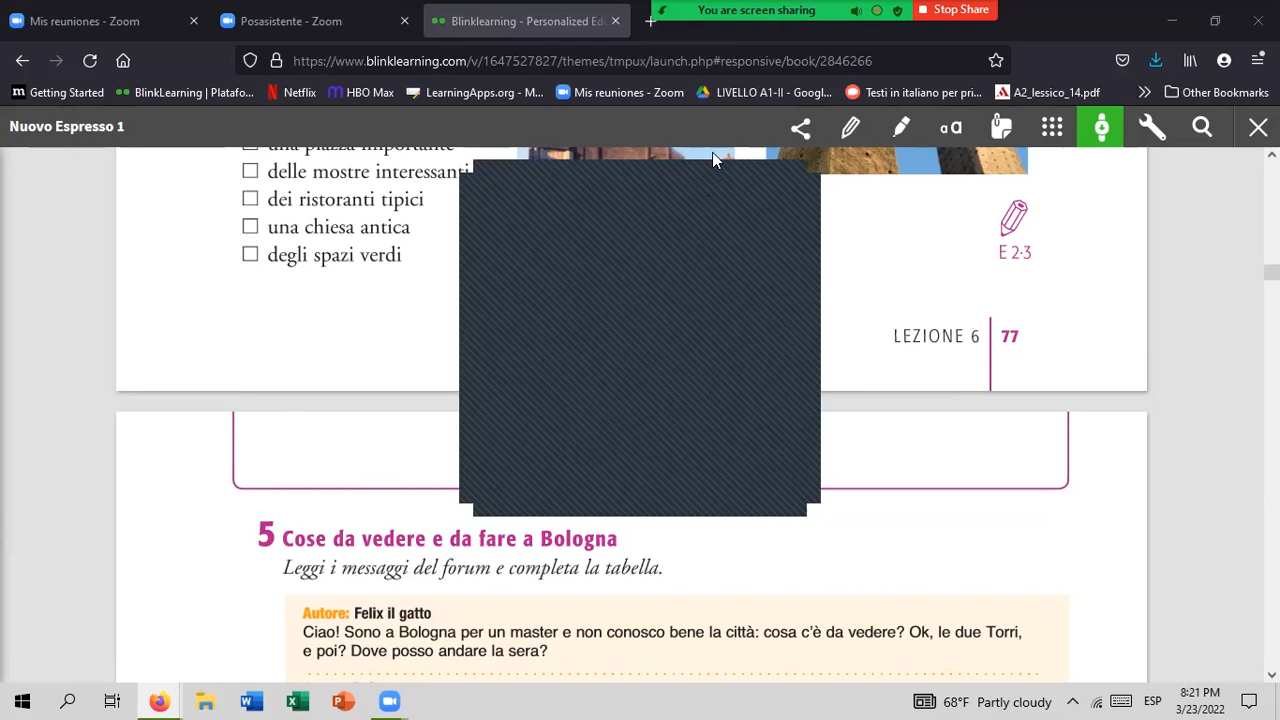 Mis reuniones - Zoom
Posasistente - Zoom
Blinklearning - Personalized Edu
You are screen sharing
Stop Share
https://www.blinklearning.com/v/1647527827/themes/tmpux/launch.php#responsive/book/2846266
Getting Started
BlinkLearning (Platafo...
Netflix
HBO Max
LearningApps.org - M...
Mis reuniones - Zoom
LIVELLO A1-II - Googl...
Testi in italiano per pri...
A2_lessico_14.pdf
Other Bookmarks
Nuovo Espresso 1
una piazza importante
delle mostre interessanti
dei ristoranti tipici
una chiesa antica
degli spazi verdi
E 2·3
LEZIONE 6 77
5 Cose da vedere e da fare a Bologna
Leggi i messaggi del forum e completa la tabella.
Autore: Felix il gatto
Ciao! Sono a Bologna per un master e non conosco bene la città: cosa c'è da vedere? Ok, le due Torri,
e poi? Dove posso andare la sera?
68°F Partly cloudy
ESP
8:21 PM
3/23/2022